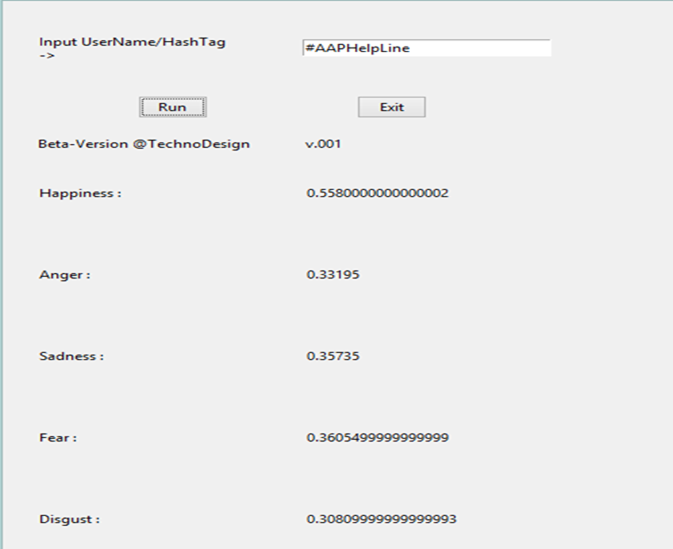 Input UserName/HashTag
->
#AAPHelpLine
Run
Exit
Beta-Version @TechnoDesign
v.001
Happiness :
0.5580000000000002
Anger :
0.33195
Sadness :
0.35735
Fear :
0.3605499999999999
Disgust :
0.30809999999999993